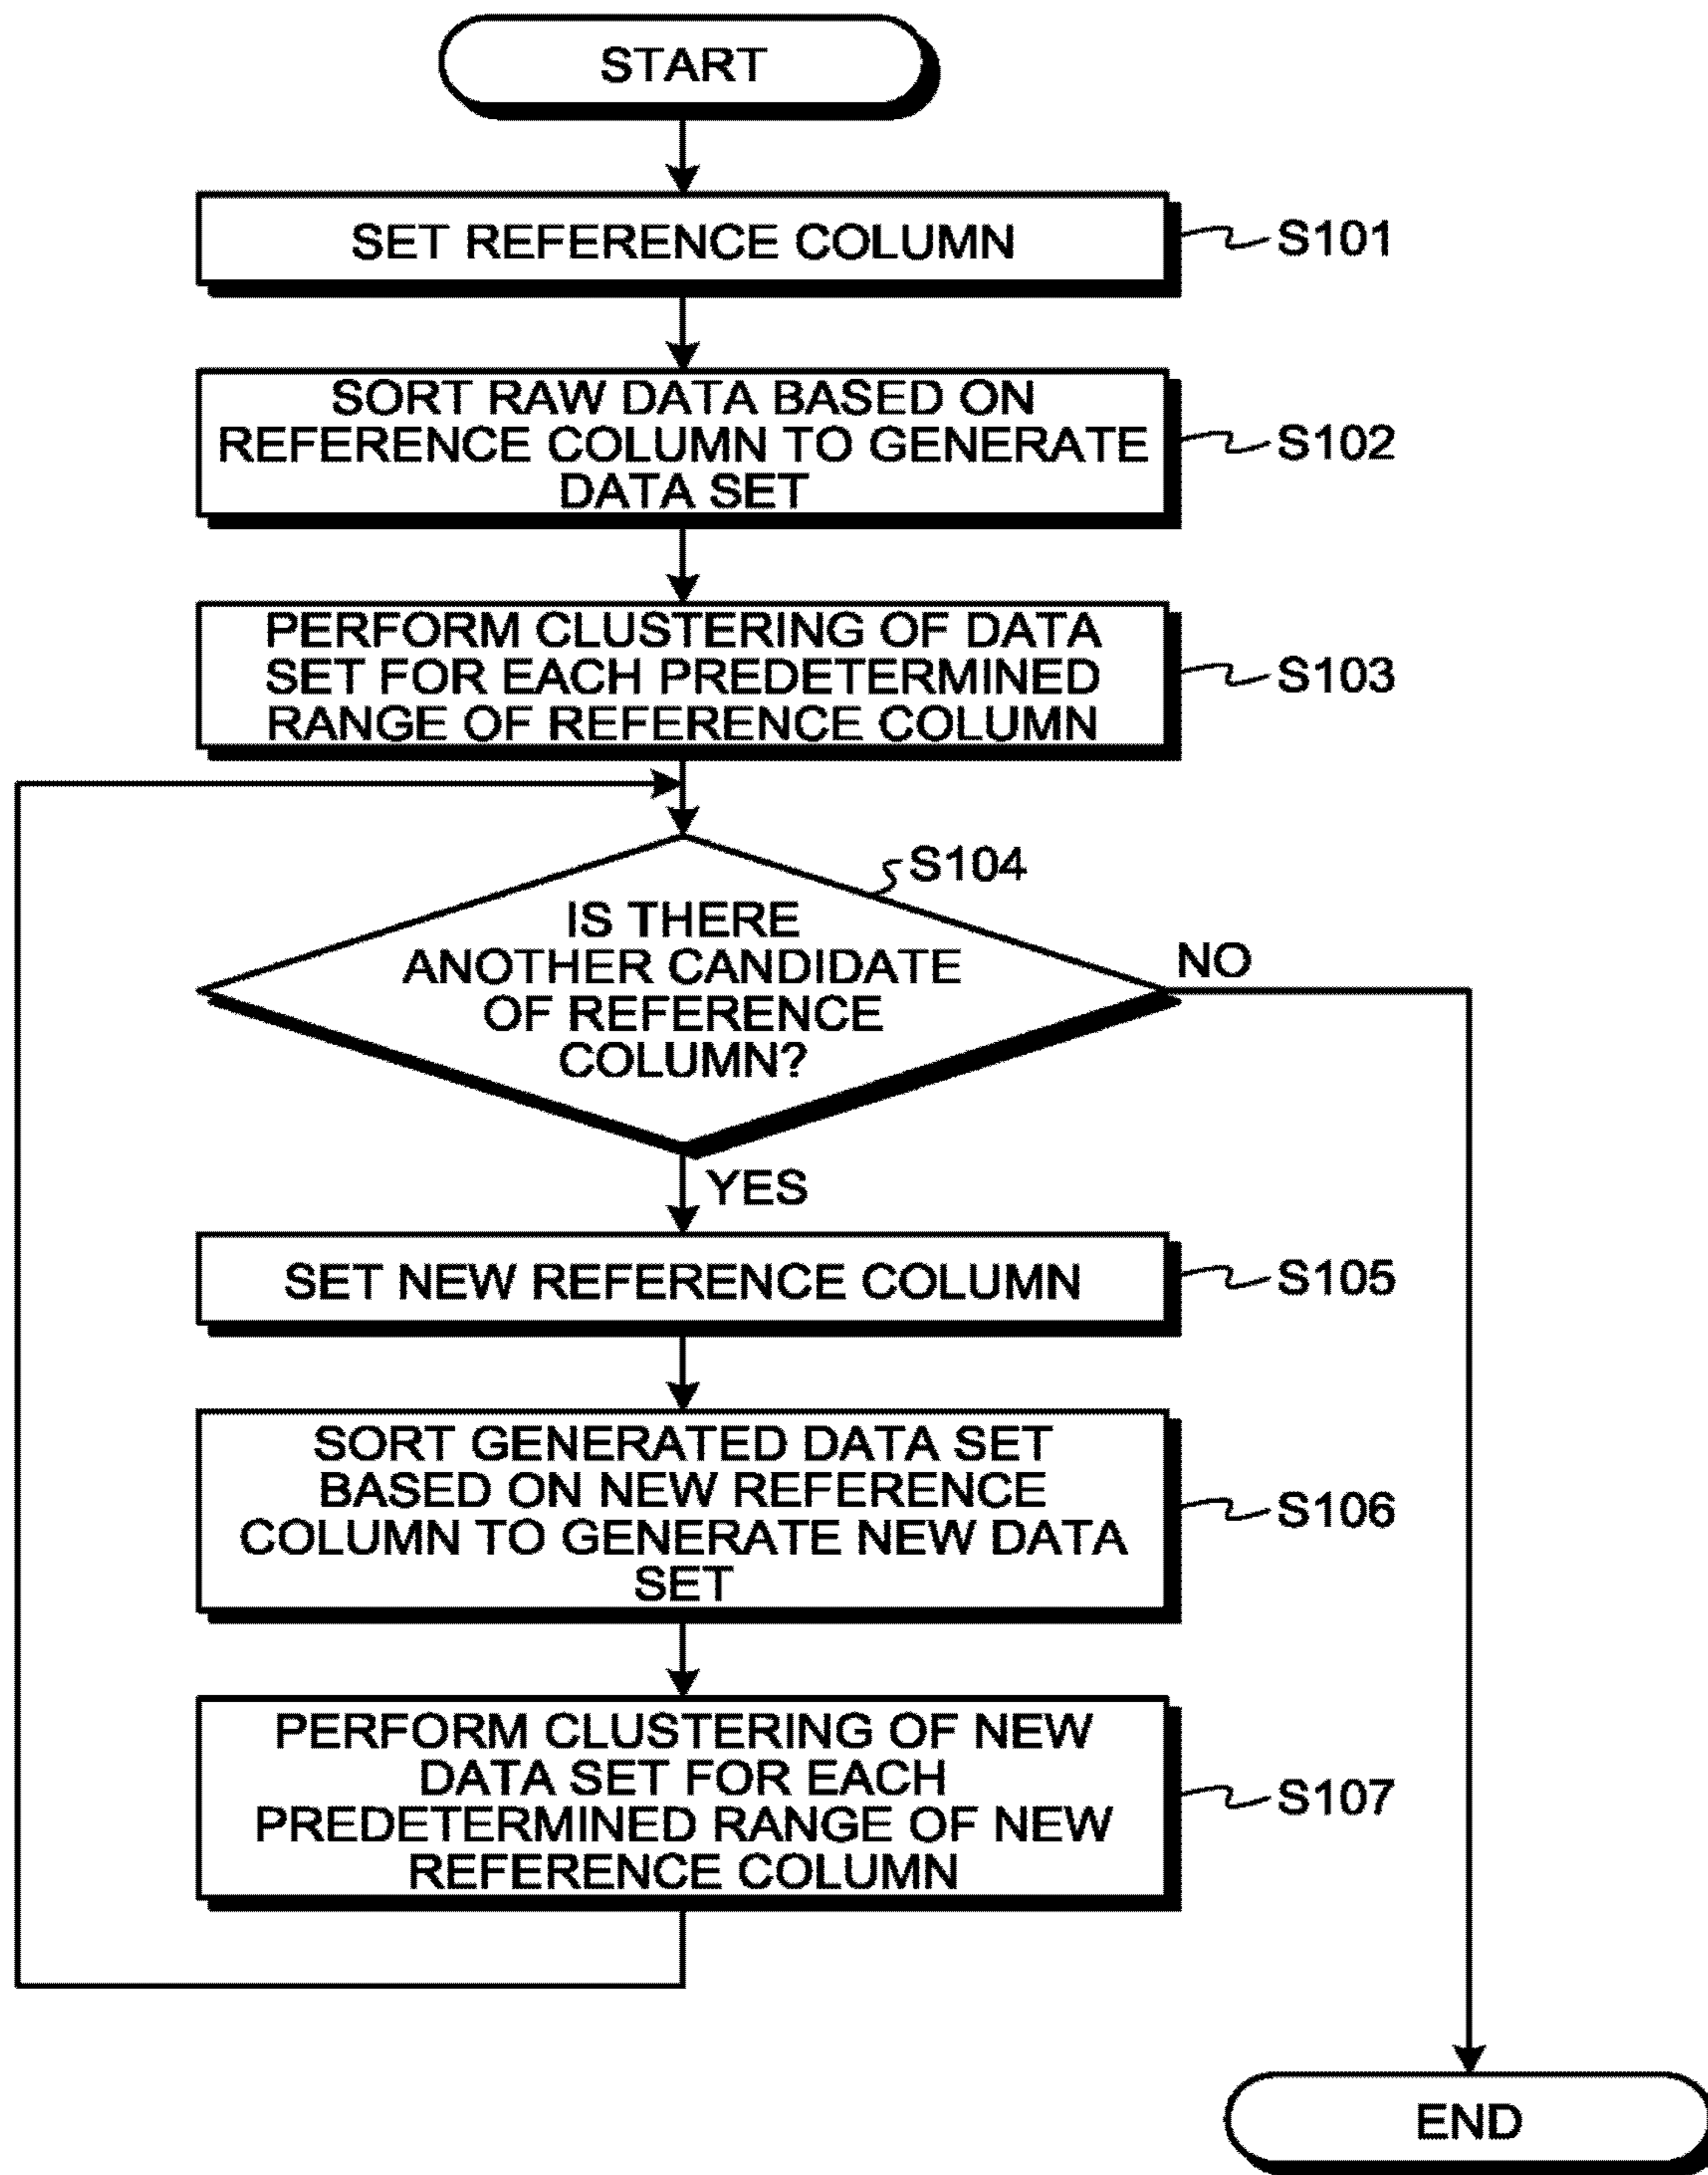 START
SET REFERENCE COLUMN
S101
SORT RAW DATA BASED ON
REFERENCE COLUMN TO GENERATE
DATA SET
S102
PERFORM CLUSTERING OF DATA
SET FOR EACH PREDETERMINED
RANGE OF REFERENCE COLUMN
S103
S104
IS THERE
ANOTHER CANDIDATE
OF REFERENCE
COLUMN?
NO
YES
SET NEW REFERENCE COLUMN
S105
SORT GENERATED DATA SET
BASED ON NEW REFERENCE
COLUMN TO GENERATE NEW DATA
SET
S106
PERFORM CLUSTERING OF NEW
DATA SET FOR EACH
PREDETERMINED RANGE OF NEW
REFERENCE COLUMN
S107
END